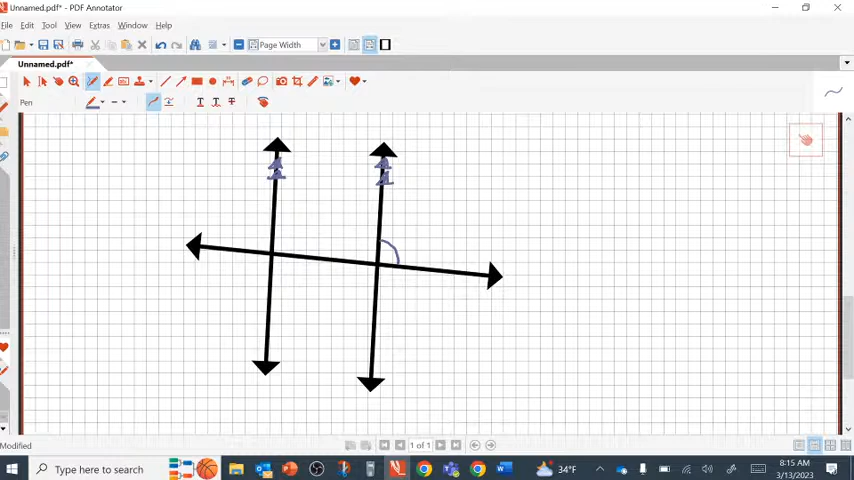 Unnamed.pdf* - PDF Annotator
File Edit Tool View Extras Window Help
Page Width
Unnamed.pdf*
T T T
Pen
T T T
1 of 1
Modified
Type here to search
34°F
8:15 AM
3/13/2023